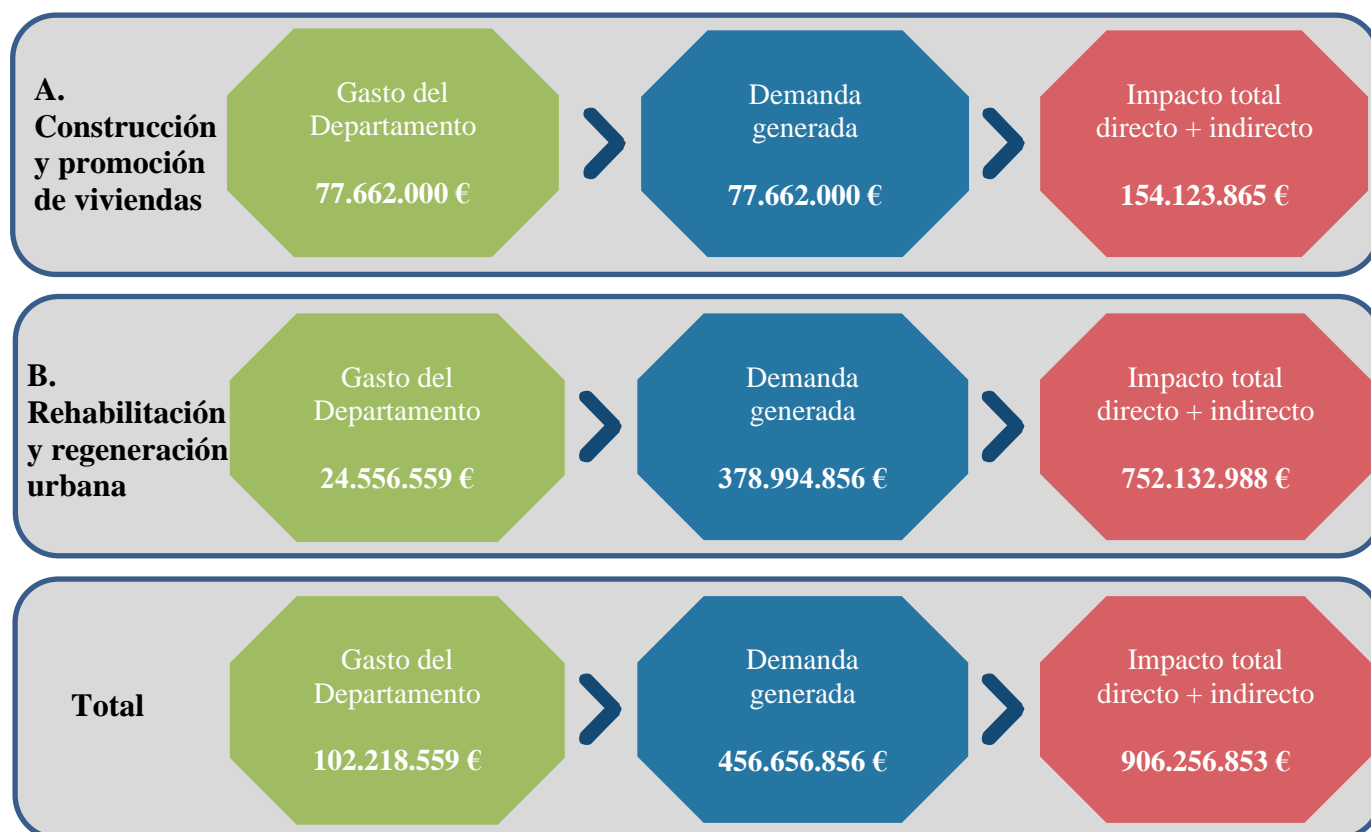 A.
Construcción
y promoción
de viviendas
Gasto del
Departamento
77.662.000 €
Demanda
generada
77.662.000 €
Impacto total
directo + indirecto
154.123.865 €
B.
Rehabilitación
y regeneración
urbana
Gasto del
Departamento
24.556.559 €
Demanda
generada
378.994.856 €
Impacto total
directo + indirecto
752.132.988 €
Total
Gasto del
Departamento
102.218.559 €
Demanda
generada
456.656.856 €
Impacto total
directo + indirecto
906.256.853 €